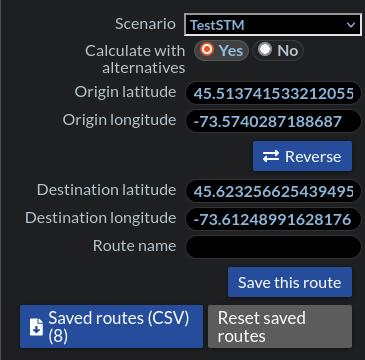 Scenario TestSTM
Calculate with alternatives Yes No
Origin latitude 45.513741533212055
Origin longitude -73.5740287188687
Reverse
Destination latitude 45.623256625439495
Destination longitude -73.61248991628176
Route name
Save this route
Saved routes (CSV) (8) Reset saved routes